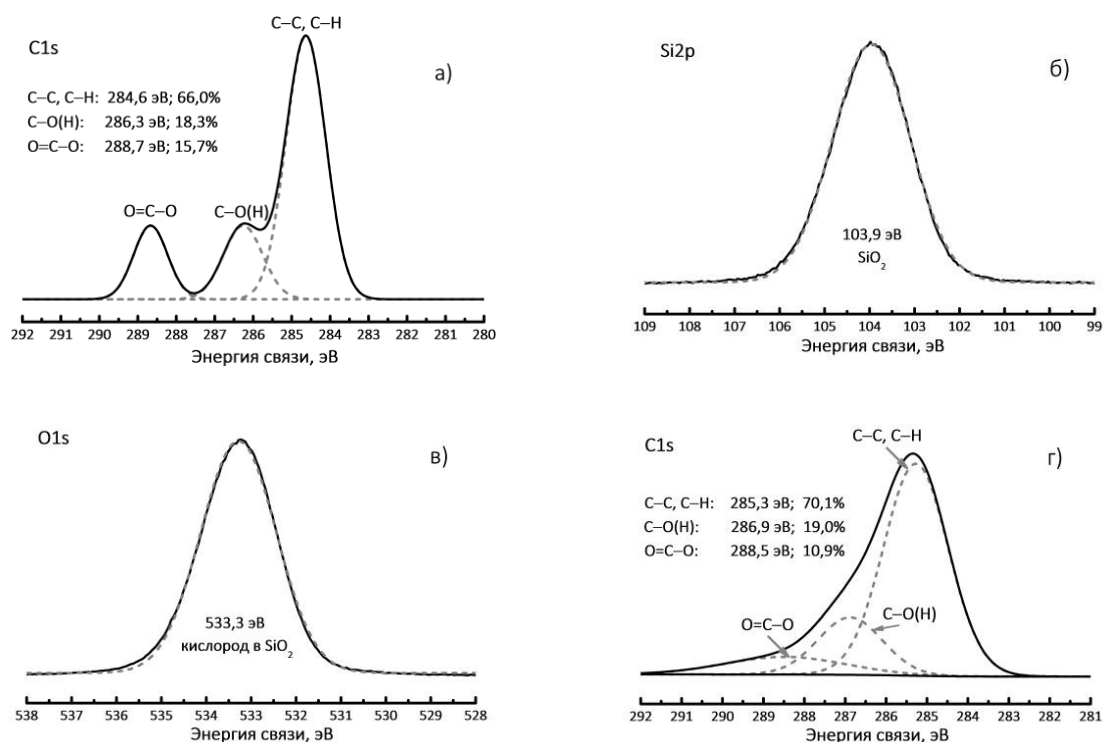 C1s
C–C, C–H
а)
C–C, C–H: 284,6 эВ; 66,0%
C–O(H): 286,3 эВ; 18,3%
O=C–O: 288,7 эВ; 15,7%
O=C–O
C–O(H)
292 291 290 289 288 287 286 285 284 283 282 281 280
Энергия связи, эВ
Si2p
б)
103,9 эВ
SiO2
109 108 107 106 105 104 103 102 101 100 99
Энергия связи, эВ
O1s
в)
533,3 эВ
кислород в SiO2
538 537 536 535 534 533 532 531 530 529 528
Энергия связи, эВ
C1s
C–C, C–H
г)
C–C, C–H: 285,3 эВ; 70,1%
C–O(H): 286,9 эВ; 19,0%
O=C–O: 288,5 эВ; 10,9%
O=C–O
C–O(H)
292 291 290 289 288 287 286 285 284 283 282 281
Энергия связи, эВ